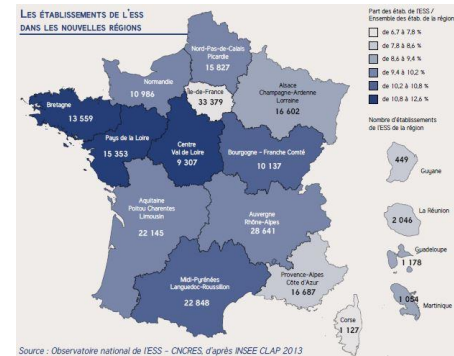 LES ÉTABLISSEMENTS DE L'ESS
DANS LES NOUVELLES RÉGIONS
Part des étab. de l'ESS /
Ensemble des étab. de la région
de 6,7 à 7,8 %
de 7,8 à 8,6 %
de 8,6 à 9,4 %
de 9,4 à 10,2 %
de 10,2 à 10,8 %
de 10,8 à 12,6 %
Nombre d'établissements
de l'ESS de la région
Nord-Pas-de-Calais
Picardie
15 827
Normandie
10 986
Île-de-France
33 379
Alsace
Champagne-Ardenne
Lorraine
16 602
Bretagne
13 559
Pays de la Loire
15 353
Centre
Val de Loire
9 307
Bourgogne - Franche Comté
10 137
Aquitaine
Poitou Charentes
Limousin
22 145
Auvergne
Rhône-Alpes
28 641
Midi-Pyrénées
Languedoc-Roussillon
22 848
Provence-Alpes
Côte d'Azur
16 687
Corse
1 127
449
Guyane
La Réunion
2 046
Guadeloupe
1 178
1 054
Martinique
Source : Observatoire national de l'ESS - CNCRES, d'après INSEE CLAP 2013